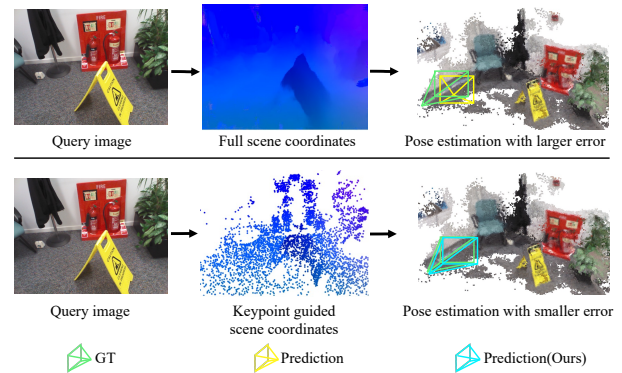 Query image
Full scene coordinates
Pose estimation with larger error
Query image
Keypoint guided
scene coordinates
Pose estimation with smaller error
GT
Prediction
Prediction(Ours)